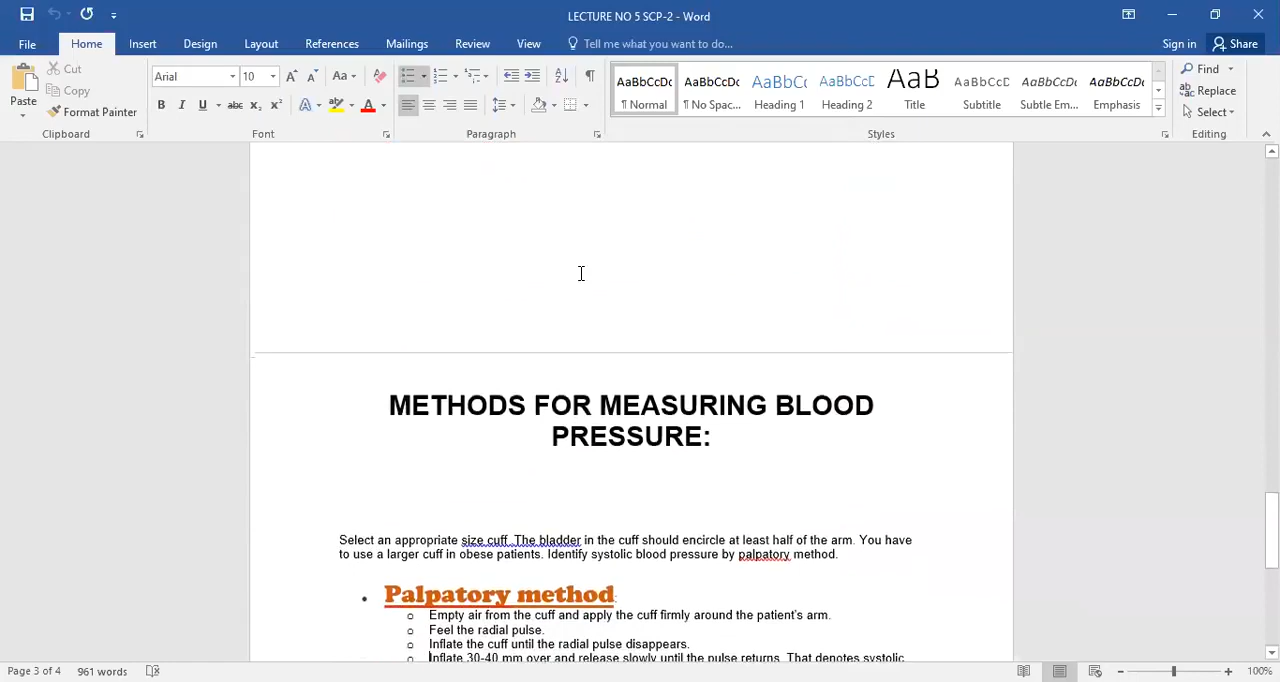 LECTURE NO 5 SCP-2 - Word
File Home Insert Design Layout References Mailings Review View Tell me what you want to do... Sign in Share
Paste
Cut
Copy
Format Painter
Clipboard
Arial 10
Font
Paragraph
AaBbCcDc AaBbCcDc AaBbC( AaBbCcD AaB AaBbCcD AaBbCcDc AaBbCcDc
¶ Normal ¶ No Spac... Heading 1 Heading 2 Title Subtitle Subtle Em... Emphasis
Styles
Find
Replace
Select
Editing
METHODS FOR MEASURING BLOOD
PRESSURE:
Select an appropriate size cuff .The bladder in the cuff should encircle at least half of the arm. You have
to use a larger cuff in obese patients. Identify systolic blood pressure by palpatory method.
• Palpatory method:
o Empty air from the cuff and apply the cuff firmly around the patient's arm.
o Feel the radial pulse.
o Inflate the cuff until the radial pulse disappears.
o Inflate 30-40 mm over and release slowly until the pulse returns. That denotes systolic
Page 3 of 4 961 words
100%